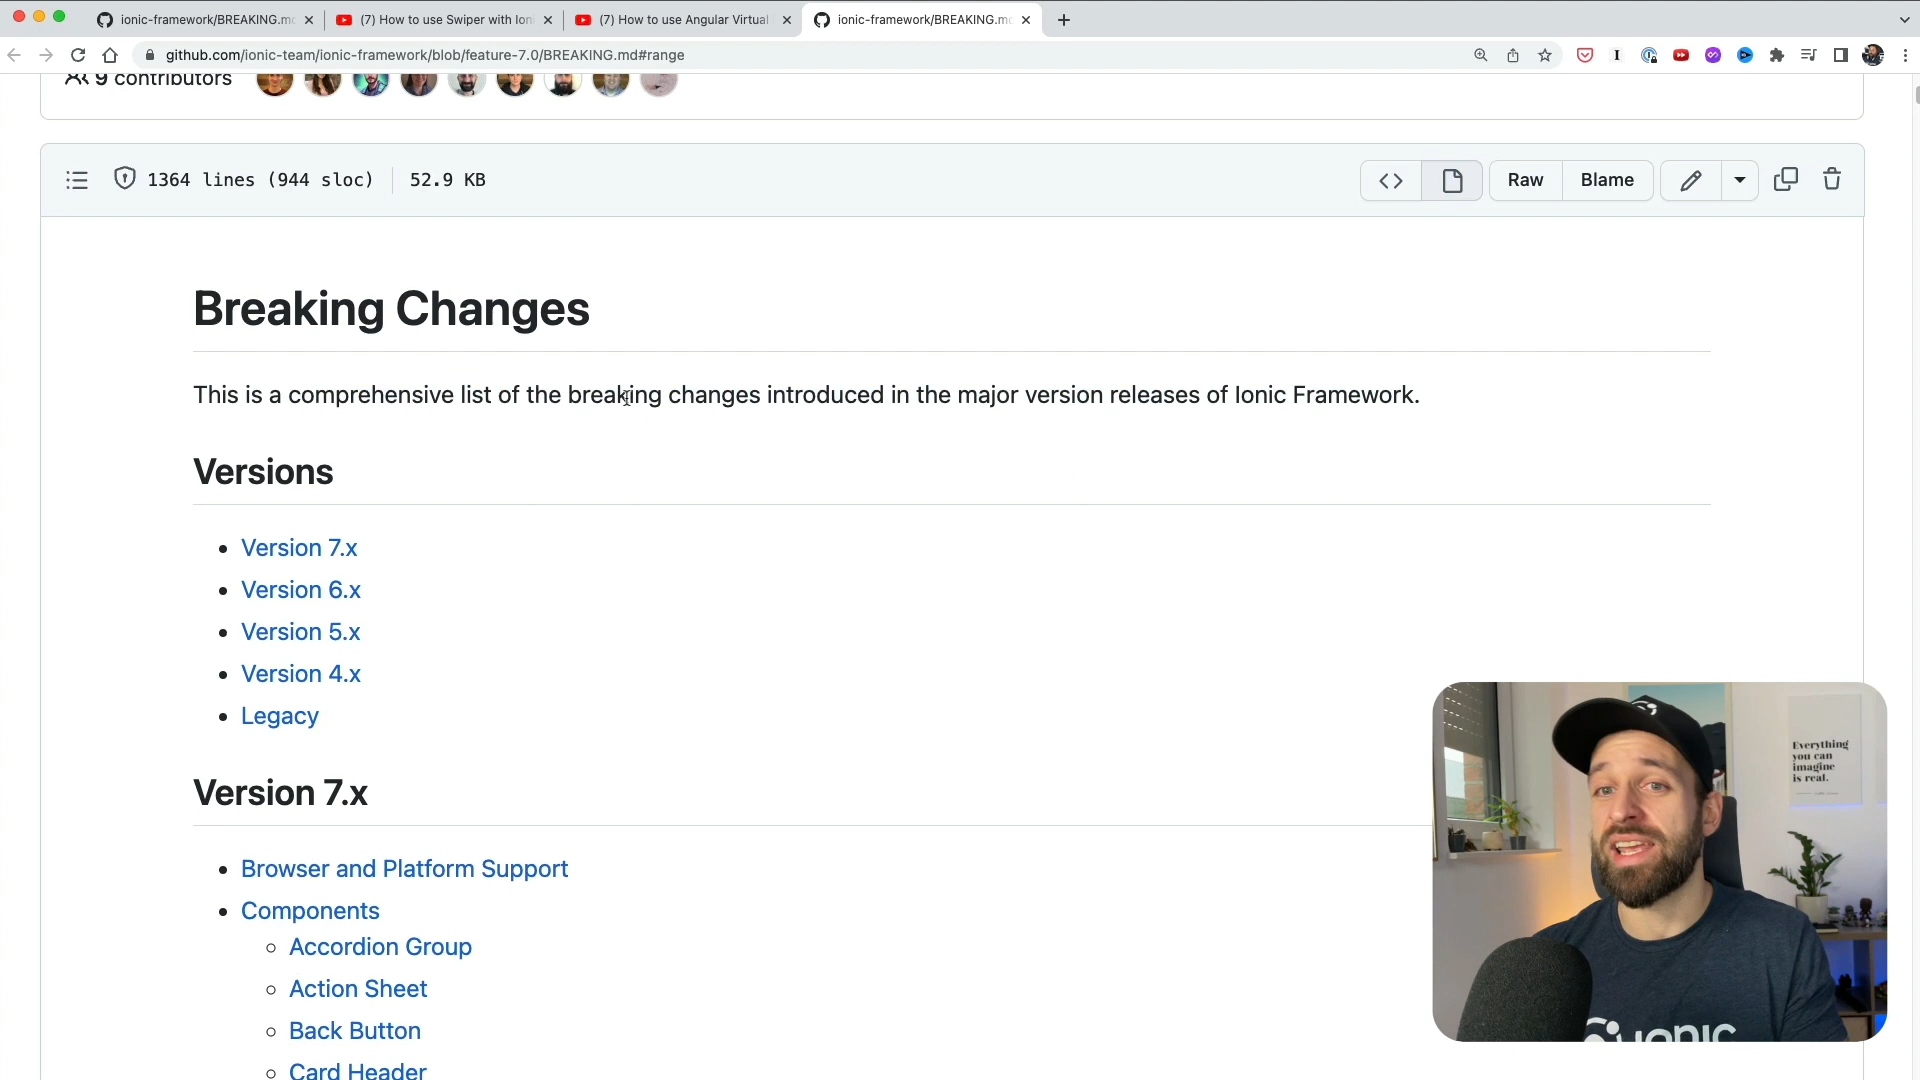 ionic-framework/BREAKING.mc
(7) How to use Swiper with Ioni
(7) How to use Angular Virtual
ionic-framework/BREAKING.mc
github.com/ionic-team/ionic-framework/blob/feature-7.0/BREAKING.md#range
9 contributors
1364 lines (944 sloc)
52.9 KB
Raw
Blame
Breaking Changes
This is a comprehensive list of the breaking changes introduced in the major version releases of Ionic Framework.
Versions
Version 7.x
Version 6.x
Version 5.x
Version 4.x
Legacy
Version 7.x
Browser and Platform Support
Components
Accordion Group
Action Sheet
Back Button
Card Header
Everything
you can
imagine
is real.
ionic